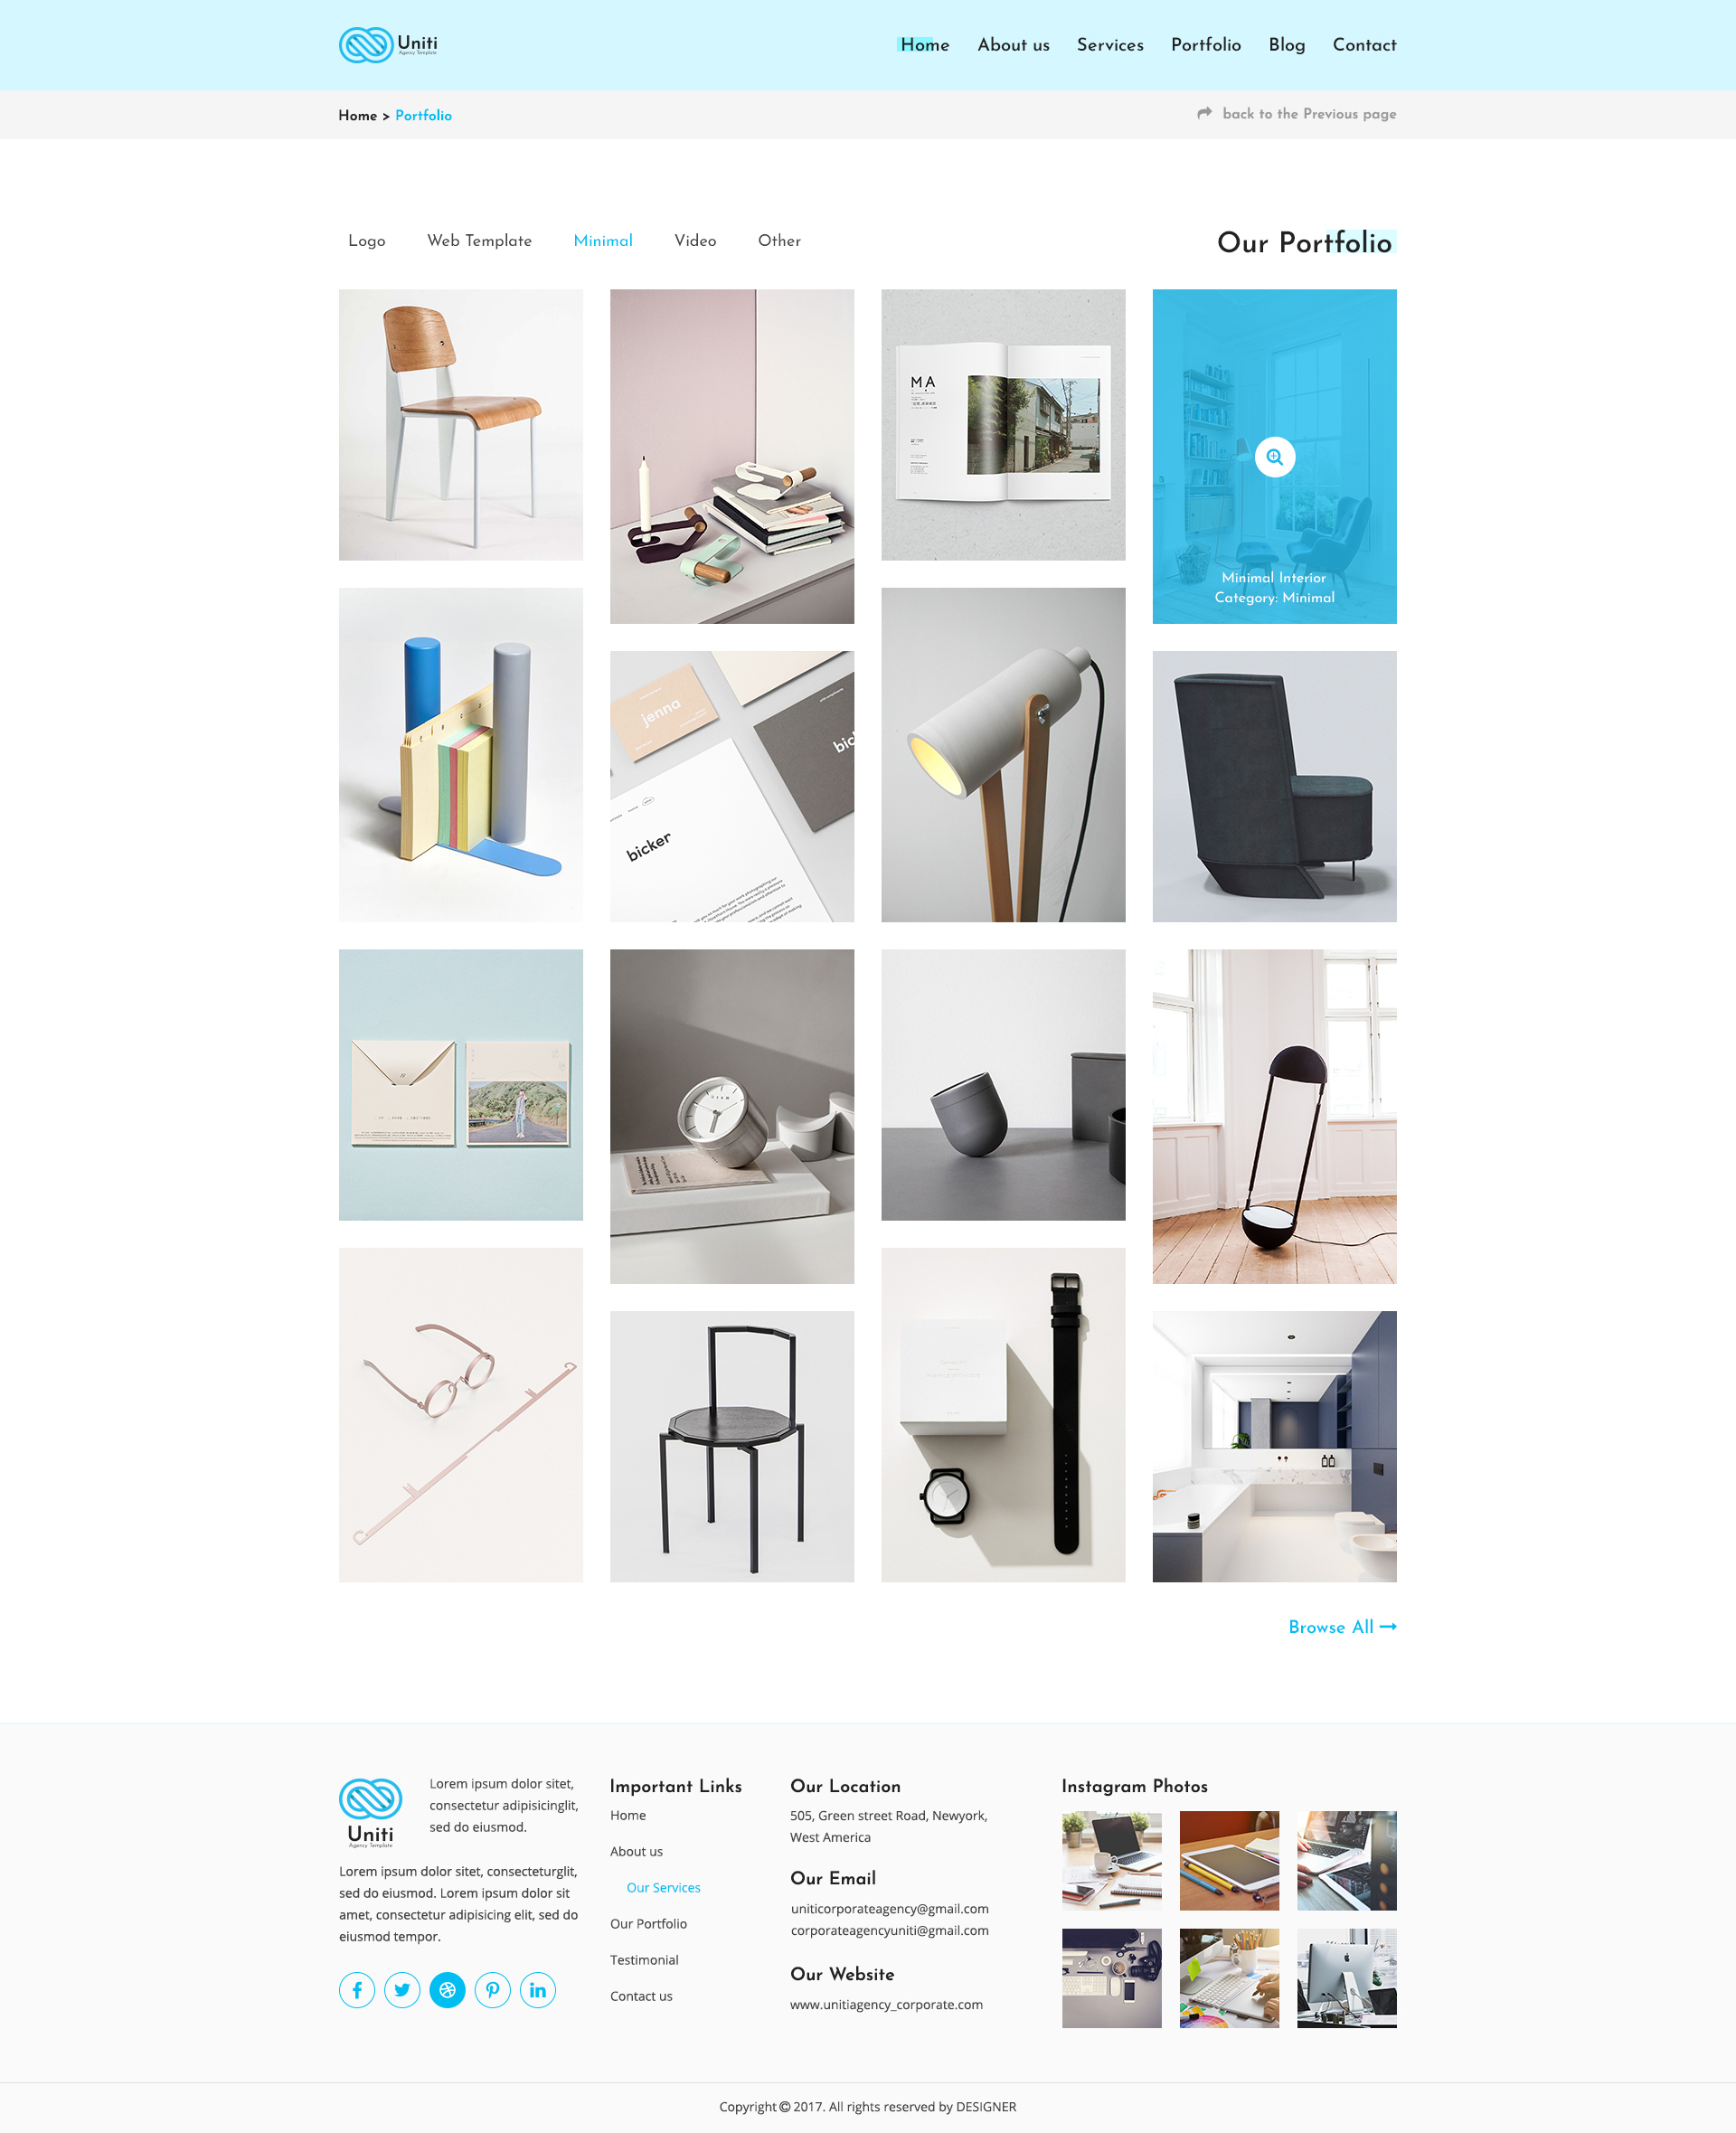 Uniti
Agency Template
Home
About us
Services
Portfolio
Blog
Contact
Home > Portfolio
back to the Previous page
Logo
Web Template
Minimal
Video
Other
Our Portfolio
MA
Minimal Interior
Category: Minimal
jenna
bicker
Browse All
Uniti
Agency Template
Lorem ipsum dolor sitet,
consectetur adipisicinglit,
sed do eiusmod.
Lorem ipsum dolor sitet, consecteturglit,
sed do eiusmod. Lorem ipsum dolor sit
amet, consectetur adipisicing elit, sed do
eiusmod tempor.
Important Links
Home
About us
Our Services
Our Portfolio
Testimonial
Contact us
Our Location
505, Green street Road, Newyork,
West America
Our Email
uniticorporateagency@gmail.com
corporateagencyuniti@gmail.com
Our Website
www.unitiagency_corporate.com
Instagram Photos
Copyright © 2017. All rights reserved by DESIGNER